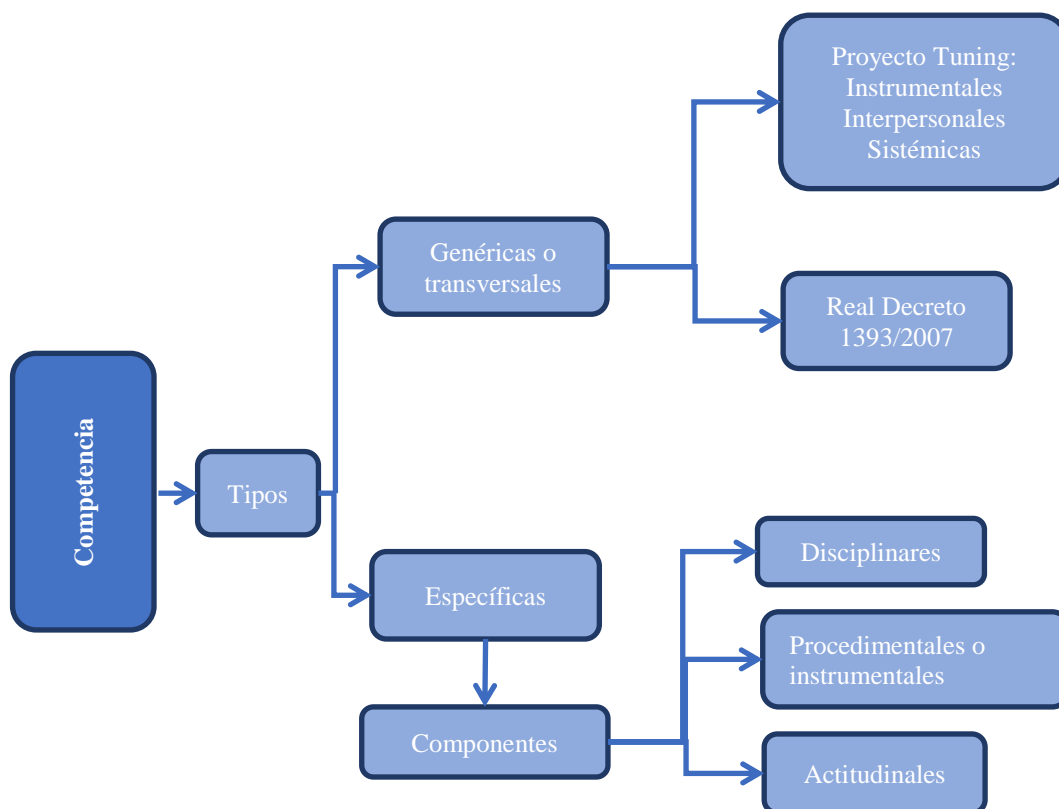 Proyecto Tuning:
Instrumentales
Interpersonales
Sistémicas
Genéricas o
transversales
Real Decreto
1393/2007
Competencia
Tipos
Disciplinares
Específicas
Procedimentales o
instrumentales
Componentes
Actitudinales